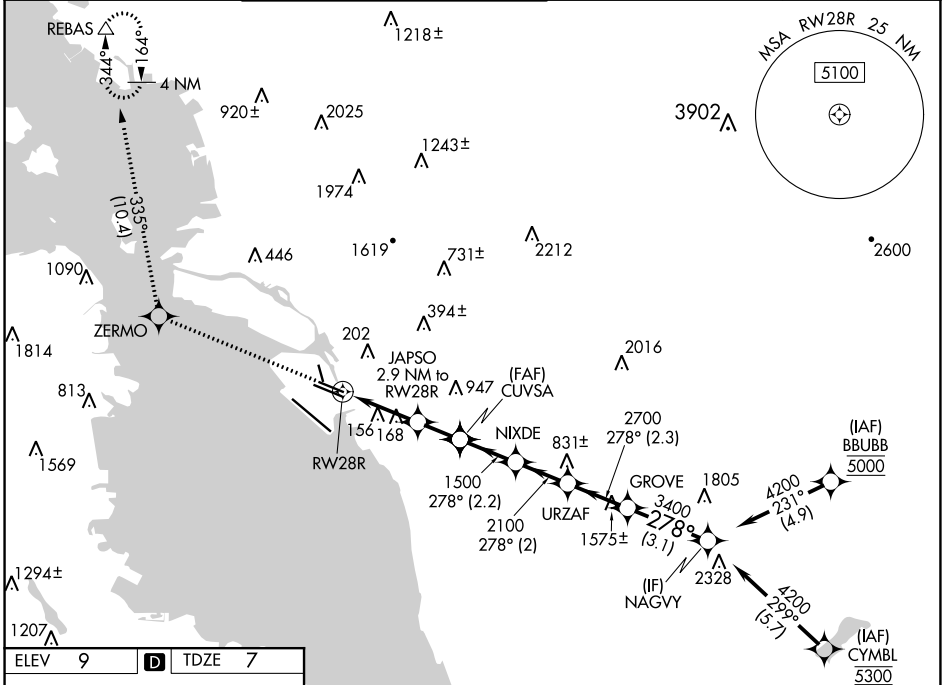 REBAS
344°
164°
4 NM
1218±
MSA RW28R 25 NM
5100
920±
2025
3902
1243±
1974
335°
(10.4)
446
1619
2212
731±
2600
1090
ZERMO
394±
1814
202
JAPSO
2.9 NM to
RW28R
2016
813
947
(FAF)
CUVSA
156
168
NIXDE
2700
278° (2.3)
831±
(IAF)
BBUBB
5000
1569
RW28R
1500
278° (2.2)
GROVE
1805
4200
231°
(4.9)
2100
278° (2)
URZAF
3400
278°
(3.1)
1575±
2328
(IF)
NAGVY
1294±
4200
299°
(5.7)
1207
(IAF)
CYMBL
5300
ELEV 9 D TDZE 7